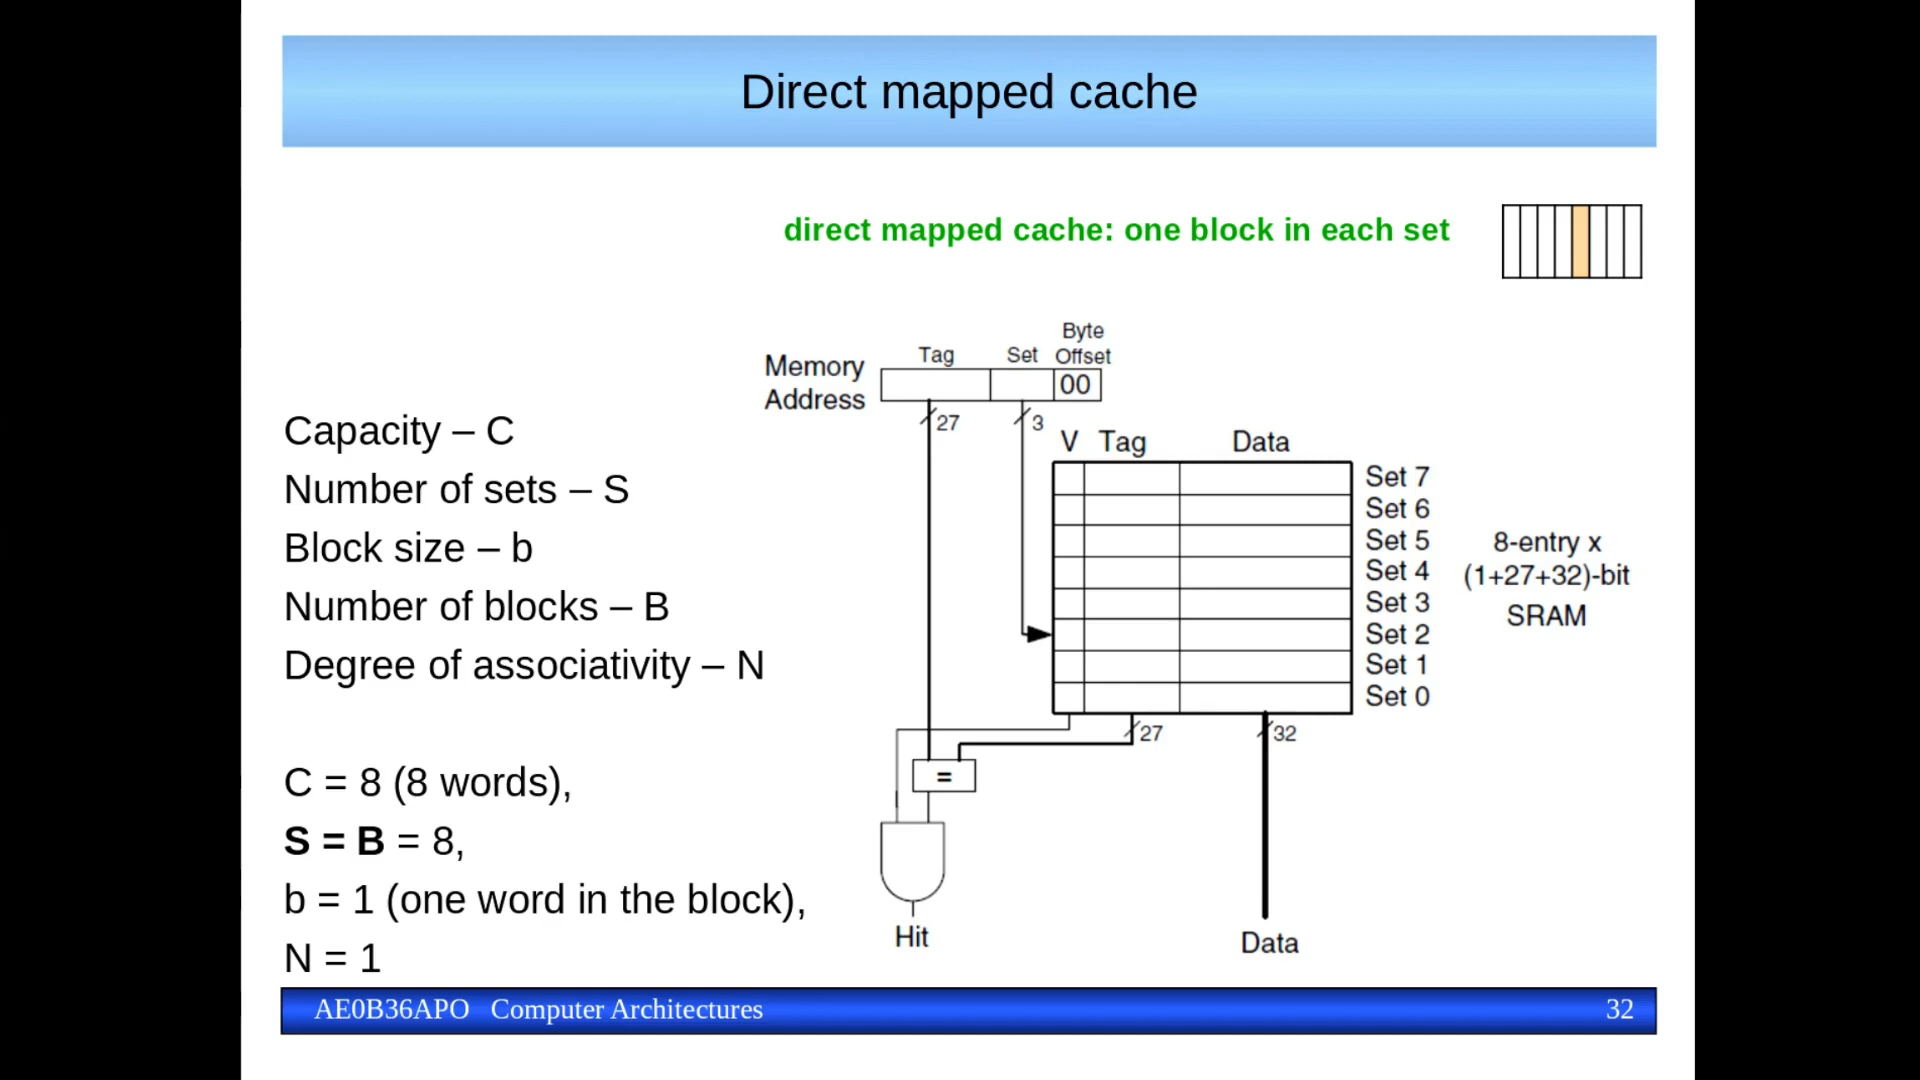 Direct mapped cache
direct mapped cache: one block in each set
Capacity – C
Number of sets – S
Block size – b
Number of blocks – B
Degree of associativity – N
C = 8 (8 words),
S = B = 8,
b = 1 (one word in the block),
N = 1
Byte
Tag Set Offset
Memory
Address
00
27
3
V Tag Data
Set 7
Set 6
Set 5
Set 4
Set 3
Set 2
Set 1
Set 0
8-entry x
(1+27+32)-bit
SRAM
27
32
=
Hit
Data
AE0B36APO Computer Architectures
32